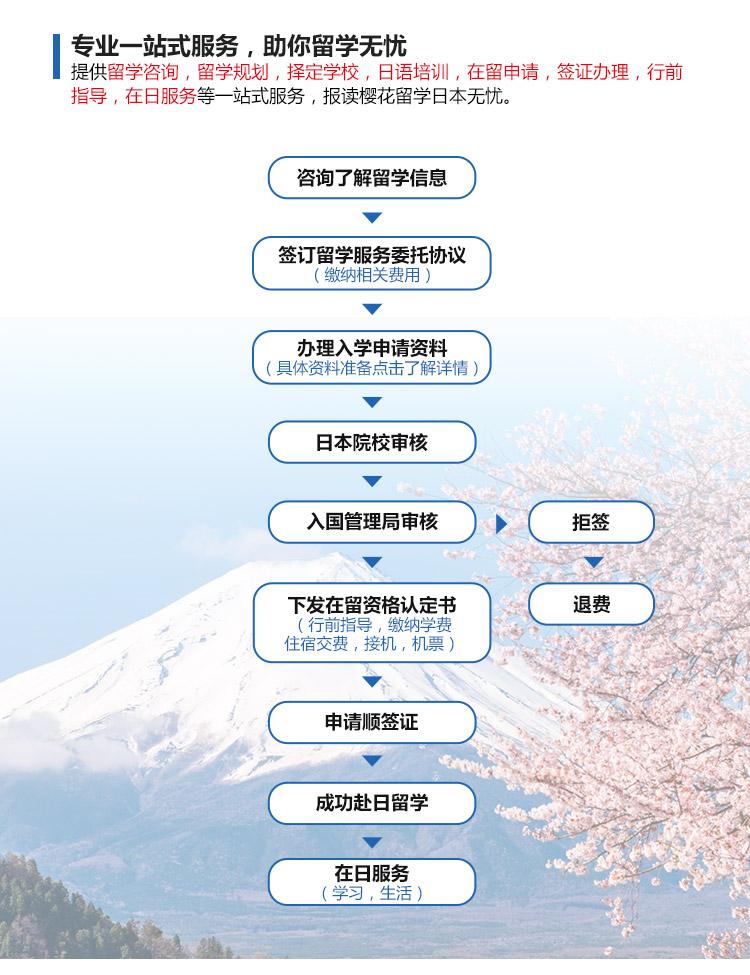 专业一站式服务，助你留学无忧
提供留学咨询，留学规划，择定学校，日语培训，在留申请，签证办理，行前
指导，在日服务等一站式服务，报读樱花留学日本无忧。
咨询了解留学信息
签订留学服务委托协议
（缴纳相关费用）
办理入学申请资料
（具体资料准备点击了解详情）
日本院校审核
入国管理局审核
拒签
退费
下发在留资格认定书
（行前指导，缴纳学费
住宿交费，接机，机票）
申请顺签证
成功赴日留学
在日服务
（学习，生活）